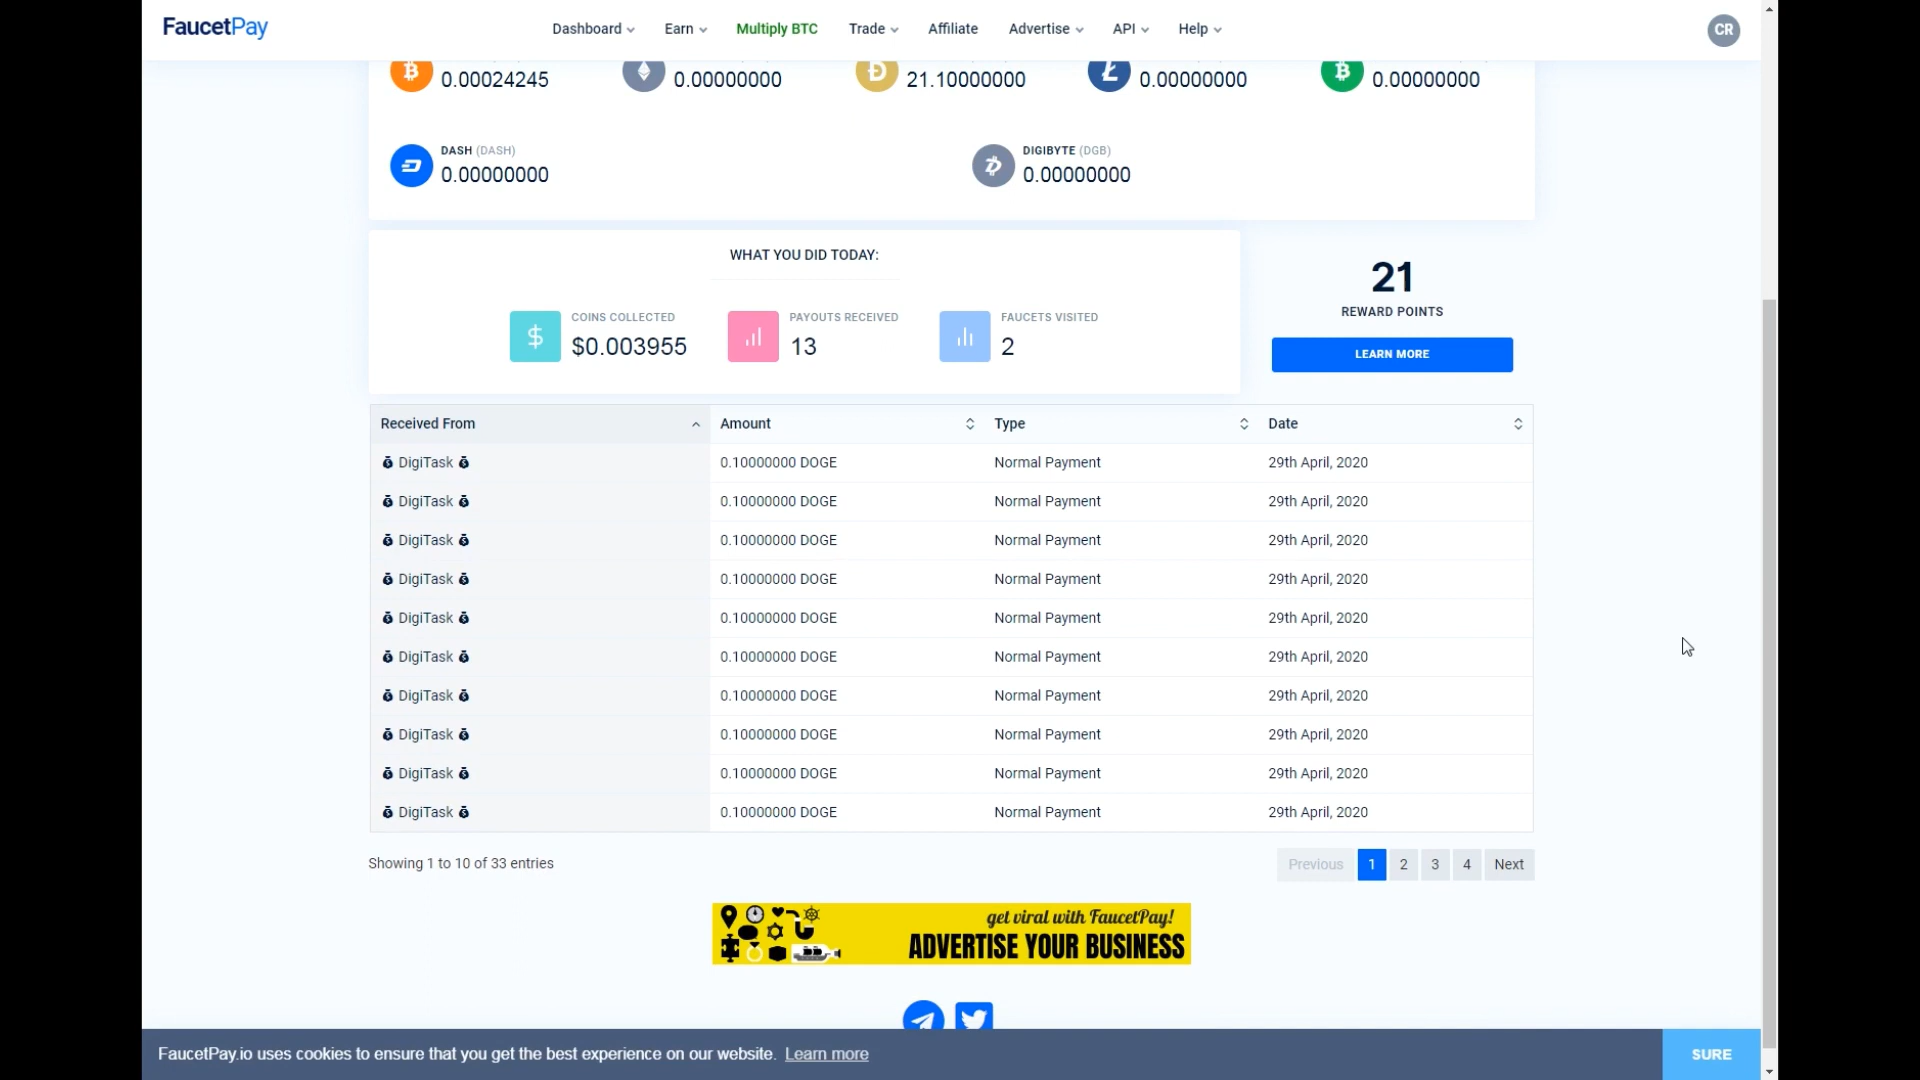 FaucetPay
Dashboard Earn Multiply BTC Trade Affiliate Advertise API Help CR
0.00024245 0.00000000 21.10000000 0.00000000 0.00000000
DASH (DASH) DIGIBYTE (DGB)
0.00000000 0.00000000
WHAT YOU DID TODAY:
COINS COLLECTED PAYOUTS RECEIVED FAUCETS VISITED
$0.003955 13 2
21
REWARD POINTS
LEARN MORE
Received From Amount Type Date
DigiTask 0.10000000 DOGE Normal Payment 29th April, 2020
DigiTask 0.10000000 DOGE Normal Payment 29th April, 2020
DigiTask 0.10000000 DOGE Normal Payment 29th April, 2020
DigiTask 0.10000000 DOGE Normal Payment 29th April, 2020
DigiTask 0.10000000 DOGE Normal Payment 29th April, 2020
DigiTask 0.10000000 DOGE Normal Payment 29th April, 2020
DigiTask 0.10000000 DOGE Normal Payment 29th April, 2020
DigiTask 0.10000000 DOGE Normal Payment 29th April, 2020
DigiTask 0.10000000 DOGE Normal Payment 29th April, 2020
DigiTask 0.10000000 DOGE Normal Payment 29th April, 2020
Showing 1 to 10 of 33 entries Previous 1 2 3 4 Next
get viral with FaucetPay!
ADVERTISE YOUR BUSINESS
FaucetPay.io uses cookies to ensure that you get the best experience on our website. Learn more SURE